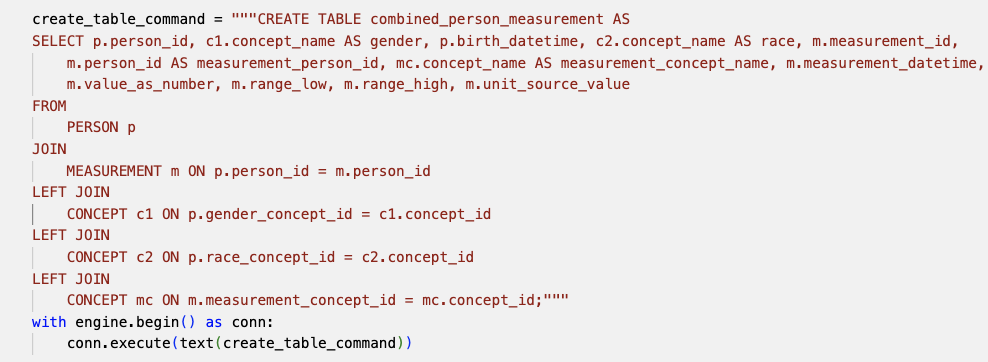 create_table_command = """CREATE TABLE combined_person_measurement AS
SELECT p.person_id, c1.concept_name AS gender, p.birth_datetime, c2.concept_name AS race, m.measurement_id,
    m.person_id AS measurement_person_id, mc.concept_name AS measurement_concept_name, m.measurement_datetime,
    m.value_as_number, m.range_low, m.range_high, m.unit_source_value
FROM
    PERSON p
JOIN
    MEASUREMENT m ON p.person_id = m.person_id
LEFT JOIN
    CONCEPT c1 ON p.gender_concept_id = c1.concept_id
LEFT JOIN
    CONCEPT c2 ON p.race_concept_id = c2.concept_id
LEFT JOIN
    CONCEPT mc ON m.measurement_concept_id = mc.concept_id;"""
with engine.begin() as conn:
    conn.execute(text(create_table_command))